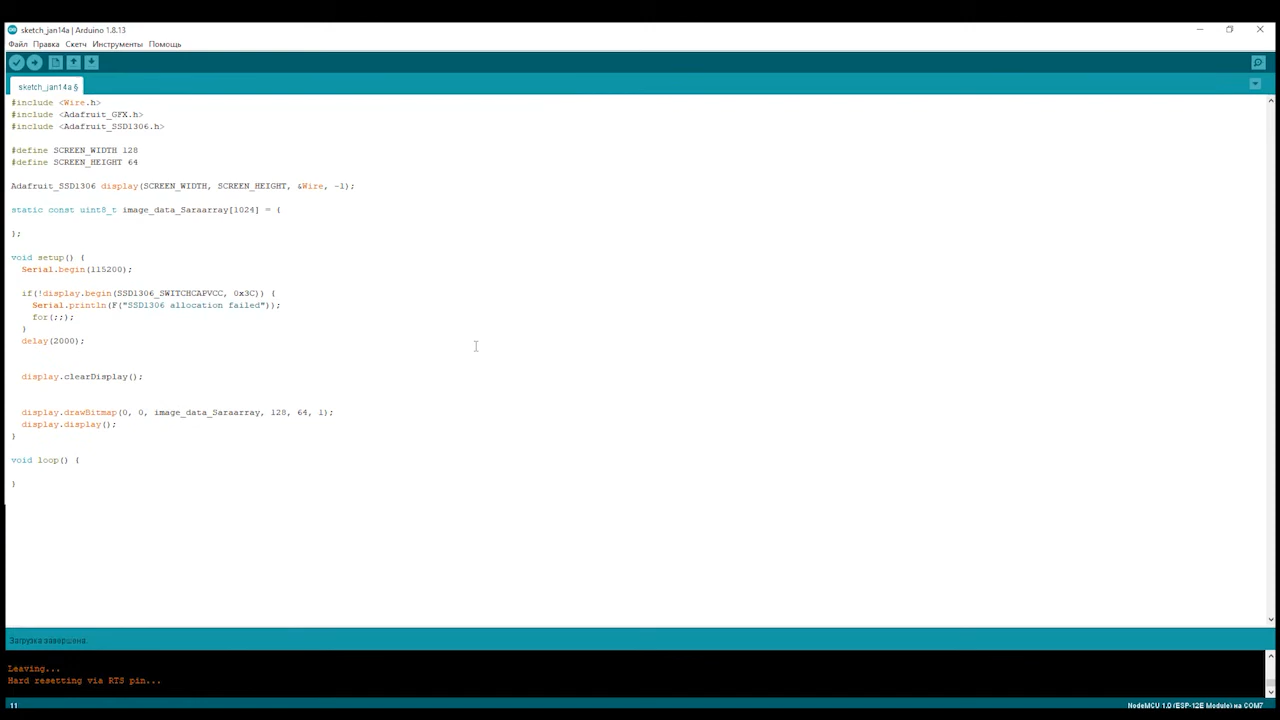 sketch_jan14a | Arduino 1.8.13
Файл Правка Скетч Инструменты Помощь
sketch_jan14a §
#include <Wire.h>
#include <Adafruit_GFX.h>
#include <Adafruit_SSD1306.h>
#define SCREEN_WIDTH 128
#define SCREEN_HEIGHT 64
Adafruit_SSD1306 display(SCREEN_WIDTH, SCREEN_HEIGHT, &Wire, -1);
static const uint8_t image_data_Saraarray[1024] = {
};
void setup() {
Serial.begin(115200);
if(!display.begin(SSD1306_SWITCHCAPVCC, 0x3C)) {
Serial.println(F("SSD1306 allocation failed"));
for(;;);
}
delay(2000);
display.clearDisplay();
display.drawBitmap(0, 0, image_data_Saraarray, 128, 64, 1);
display.display();
}
void loop() {
}
Загрузка завершена.
Leaving...
Hard resetting via RTS pin...
11 NodeMCU 1.0 (ESP-12E Module) на COM7